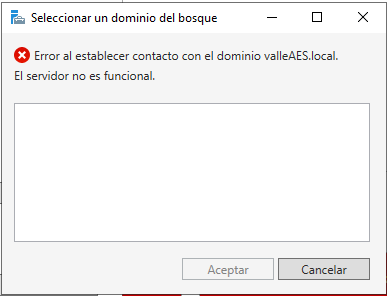 Seleccionar un dominio del bosque
Error al establecer contacto con el dominio valleAES.local.
El servidor no es funcional.
Aceptar
Cancelar